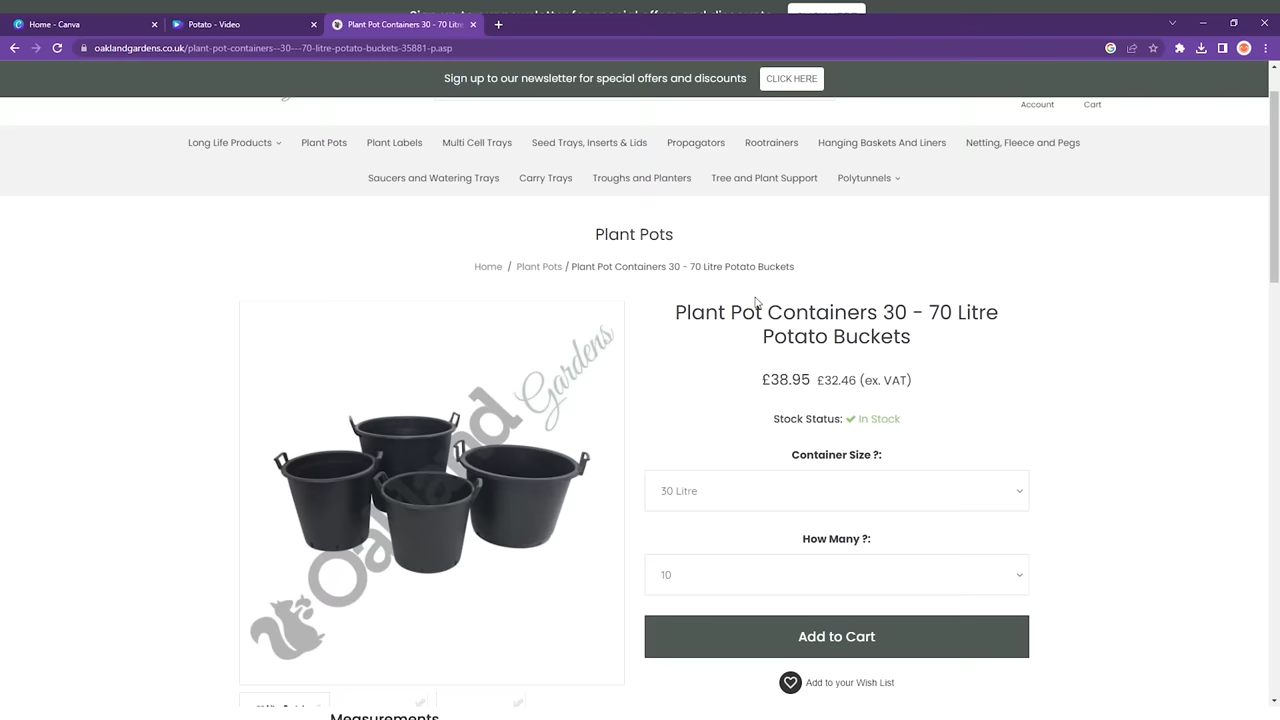 Home - Canva
Potato - Video
Plant Pot Containers 30 - 70 Litre
oaklandgardens.co.uk/plant-pot-containers--30---70-litre-potato-buckets-35881-p.asp
Sign up to our newsletter for special offers and discounts
CLICK HERE
Account
Cart
Long Life Products
Plant Pots
Plant Labels
Multi Cell Trays
Seed Trays, Inserts & Lids
Propagators
Rootrainers
Hanging Baskets And Liners
Netting, Fleece and Pegs
Saucers and Watering Trays
Carry Trays
Troughs and Planters
Tree and Plant Support
Polytunnels
Plant Pots
Home / Plant Pots / Plant Pot Containers 30 - 70 Litre Potato Buckets
Oakland Gardens
Plant Pot Containers 30 - 70 Litre
Potato Buckets
£38.95 £32.46 (ex. VAT)
Stock Status: In Stock
Container Size ?:
30 Litre
How Many ?:
10
Add to Cart
Add to your Wish List
Measurements